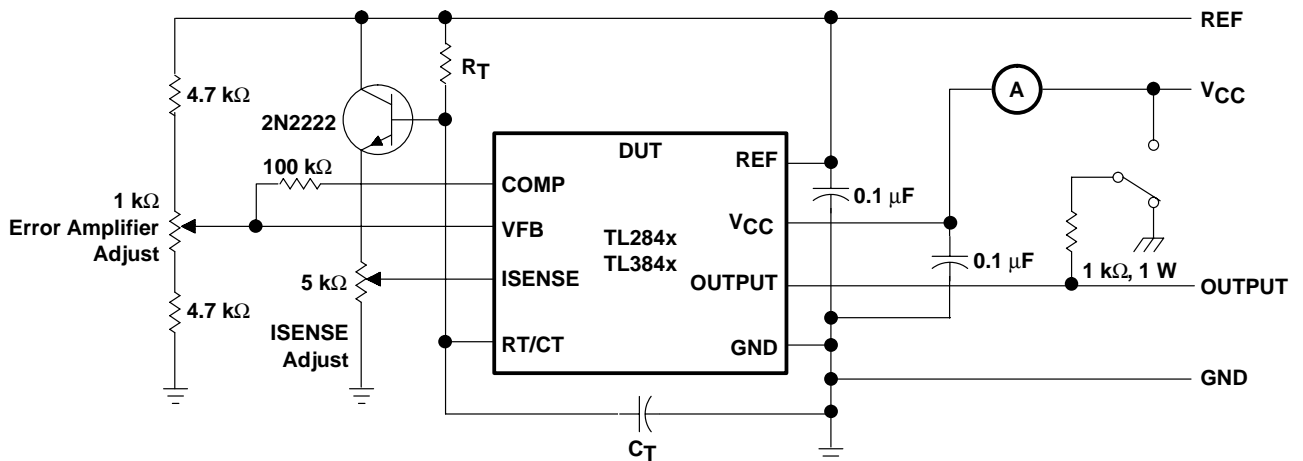 REF
R_T
A
V_CC
4.7 kΩ
2N2222
DUT
REF
100 kΩ
COMP
0.1 μF
1 kΩ
Error Amplifier
Adjust
VFB
V_CC
TL284x
TL384x
0.1 μF
ISENSE
5 kΩ
OUTPUT
1 kΩ, 1 W
OUTPUT
4.7 kΩ
ISENSE
Adjust
RT/CT
GND
GND
C_T